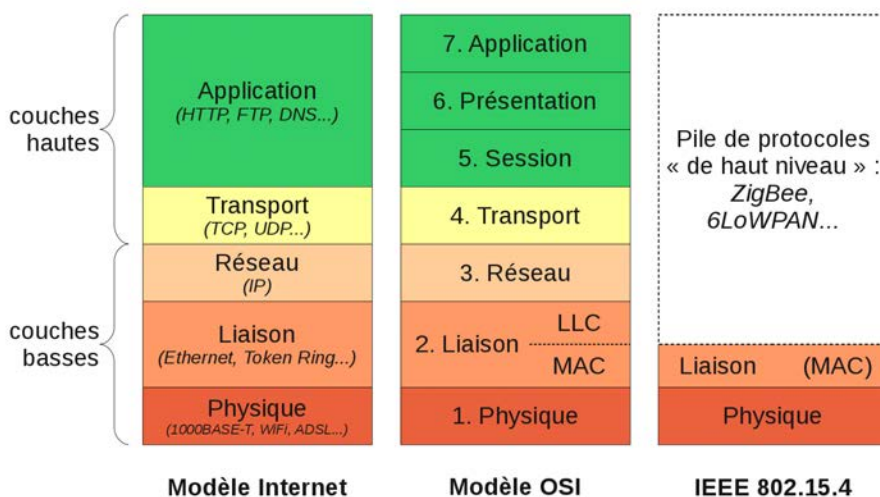 couches
hautes
couches
basses
Application
(HTTP, FTP, DNS...)
Transport
(TCP, UDP...)
Réseau
(IP)
Liaison
(Ethernet, Token Ring...)
Physique
(1000BASE-T, WiFi, ADSL...)
Modèle Internet
7. Application
6. Présentation
5. Session
4. Transport
3. Réseau
2. Liaison
LLC
MAC
1. Physique
Modèle OSI
Pile de protocoles
« de haut niveau » :
ZigBee,
6LoWPAN...
Liaison (MAC)
Physique
IEEE 802.15.4